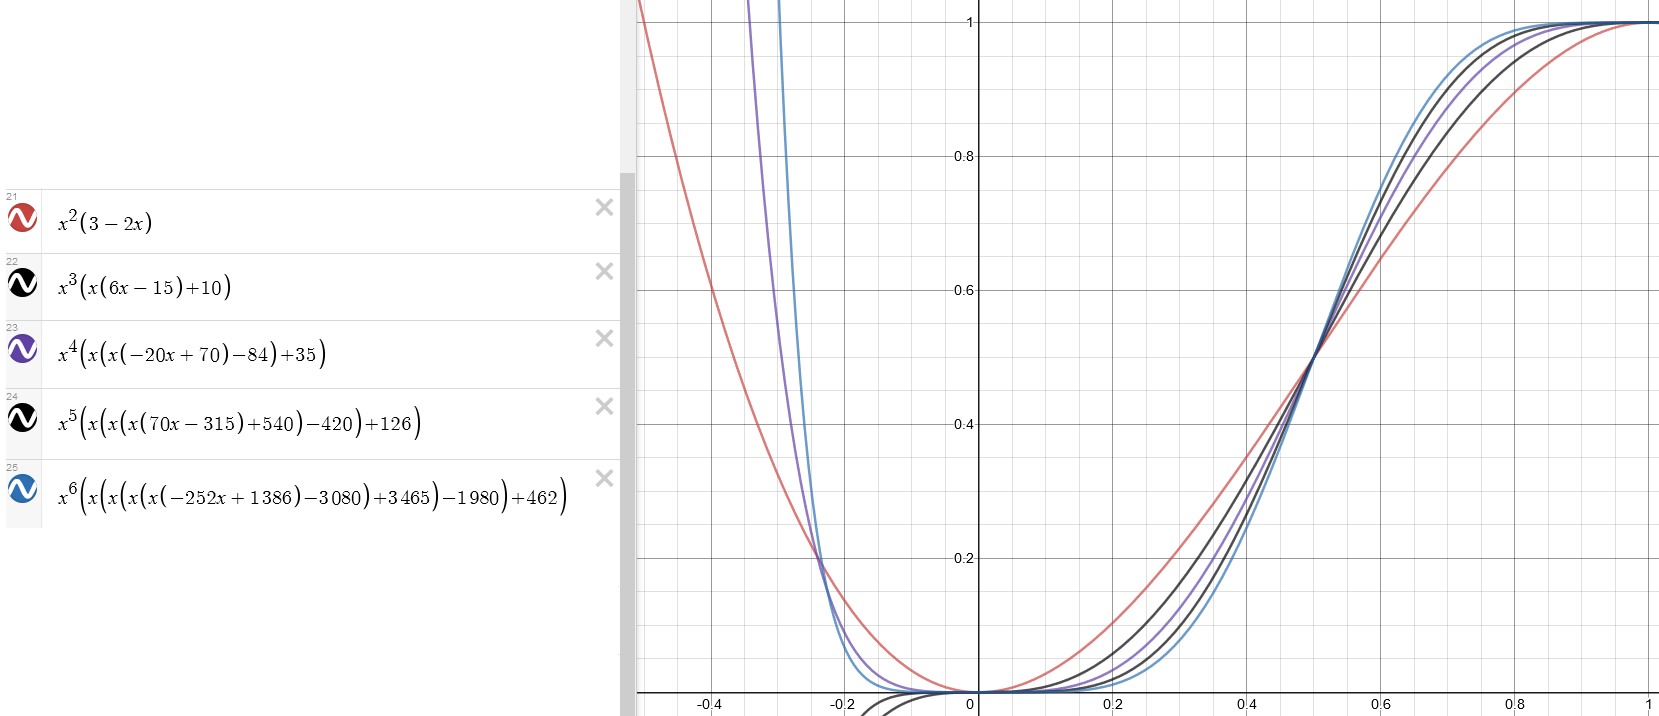 21
x²(3 − 2x)
22
x³(x(6x − 15)+10)
23
x⁴(x(x(−20x + 70)−84)+35)
24
x⁵(x(x(x(70x − 315)+540)−420)+126)
25
x⁶(x(x(x(x(−252x + 1386)−3080)+3465)−1980)+462)
1
0.8
0.6
0.4
0.2
-0.4 -0.2 0 0.2 0.4 0.6 0.8 1